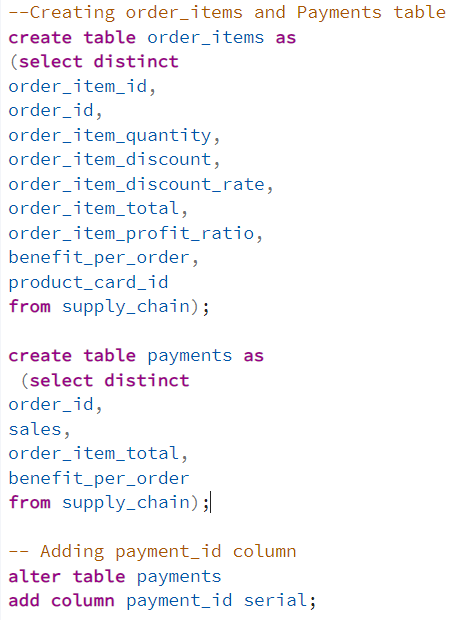 --Creating order_items and Payments table
create table order_items as
(select distinct
order_item_id,
order_id,
order_item_quantity,
order_item_discount,
order_item_discount_rate,
order_item_total,
order_item_profit_ratio,
benefit_per_order,
product_card_id
from supply_chain);
create table payments as
(select distinct
order_id,
sales,
order_item_total,
benefit_per_order
from supply_chain);
-- Adding payment_id column
alter table payments
add column payment_id serial;